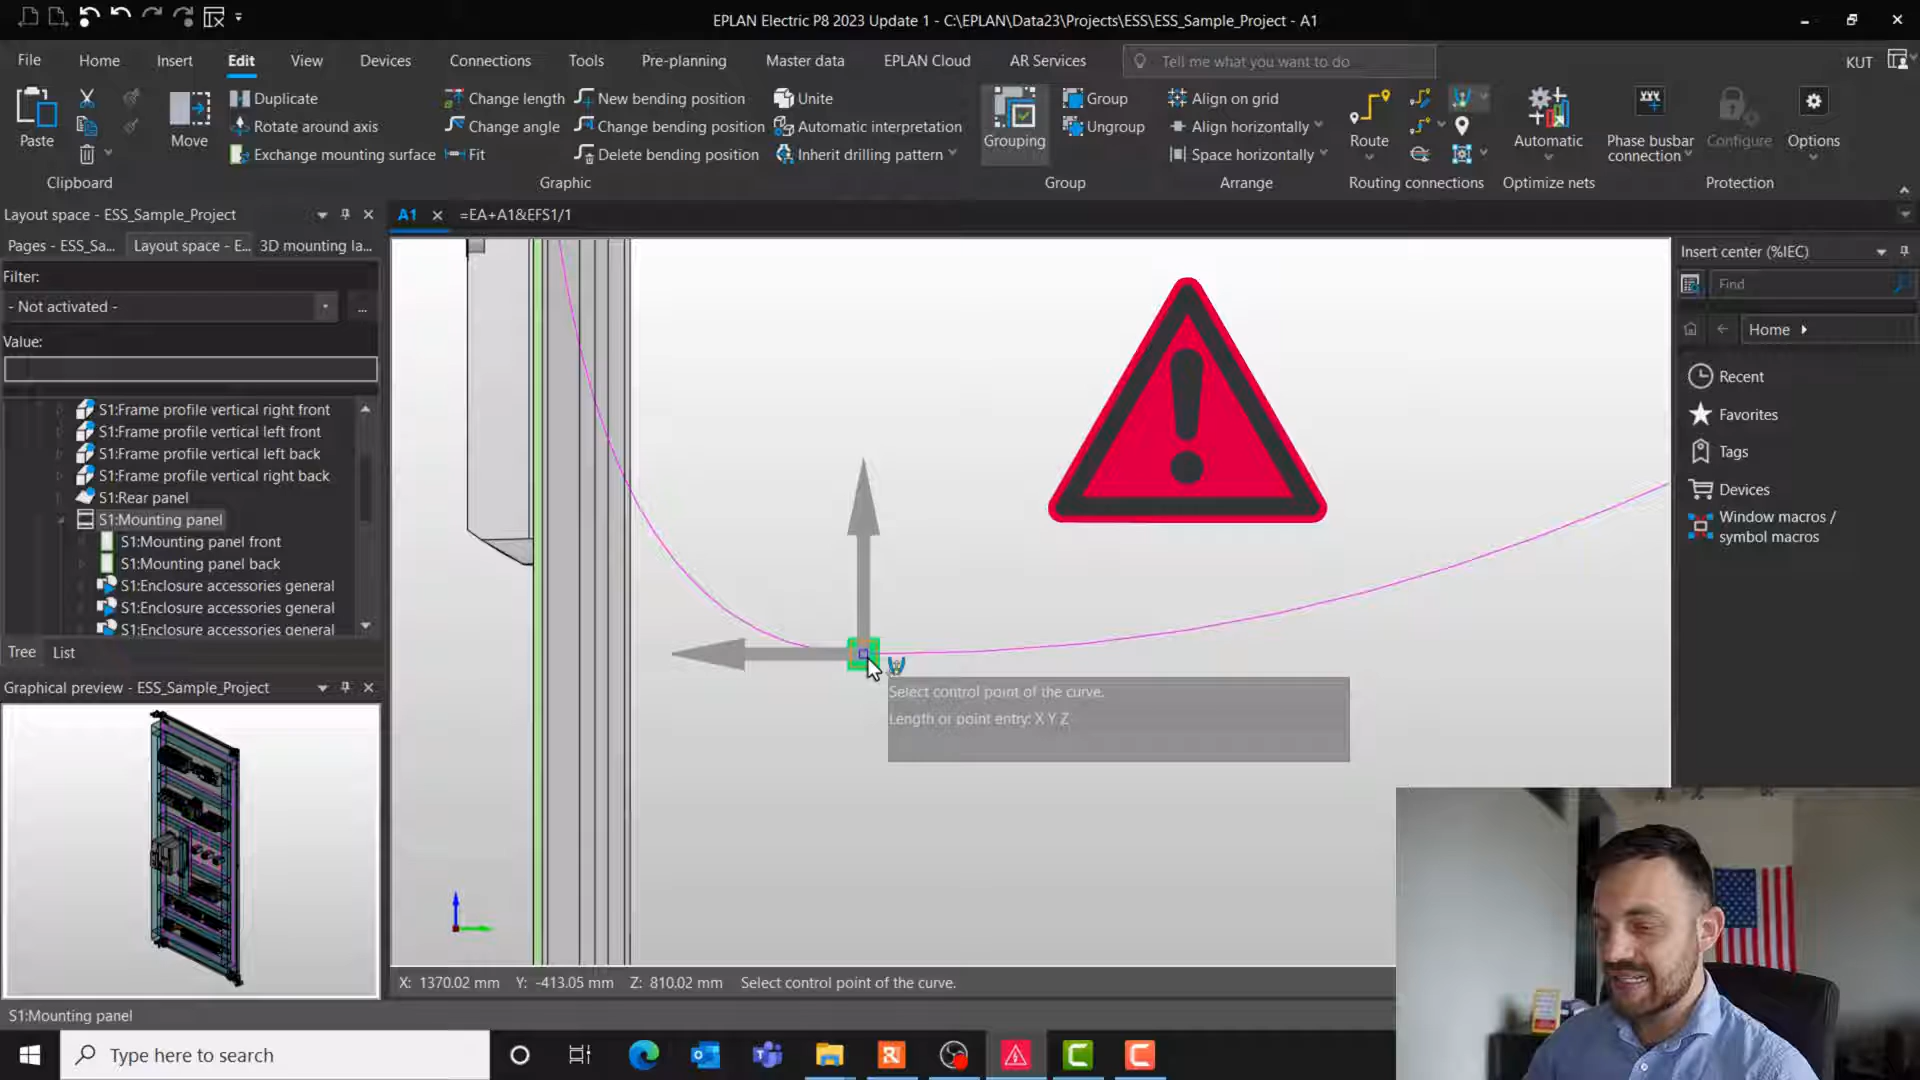 EPLAN Electric P8 2023 Update 1 - C:\EPLAN\Data23\Projects\ESS\ESS_Sample_Project - A1
File Home Insert Edit View Devices Connections Tools Pre-planning Master data EPLAN Cloud AR Services Tell me what you want to do KUT
Paste
Move
Duplicate
Rotate around axis
Exchange mounting surface
Change length
Change angle
Fit
New bending position
Change bending position
Delete bending position
Unite
Automatic interpretation
Inherit drilling pattern
Grouping
Group
Ungroup
Align on grid
Align horizontally
Space horizontally
Route
Automatic
Phase busbar
connection
Configure
Options
Clipboard Graphic Group Arrange Routing connections Optimize nets Protection
Layout space - ESS_Sample_Project
A1 =EA+A1&EFS1/1
Pages - ESS_Sa... Layout space - E... 3D mounting la...
Filter:
- Not activated -
...
Value:
S1:Frame profile vertical right front
S1:Frame profile vertical left front
S1:Frame profile vertical left back
S1:Frame profile vertical right back
S1:Rear panel
S1:Mounting panel
S1:Mounting panel front
S1:Mounting panel back
S1:Enclosure accessories general
S1:Enclosure accessories general
S1:Enclosure accessories general
Tree List
Graphical preview - ESS_Sample_Project
Select control point of the curve.
Length or point entry: X Y Z
Insert center (%IEC)
Find
Home
Recent
Favorites
Tags
Devices
Window macros /
symbol macros
X: 1370.02 mm Y: -413.05 mm Z: 810.02 mm Select control point of the curve.
S1:Mounting panel
Type here to search